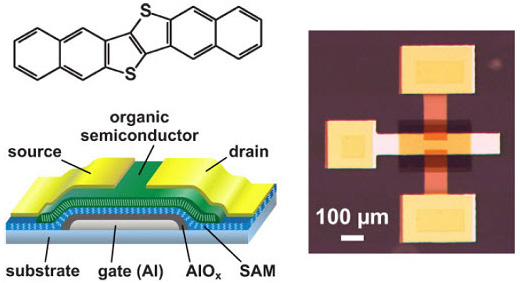 S
S
organic
semiconductor
source
drain
substrate
gate (Al)
AlOx
SAM
100 µm